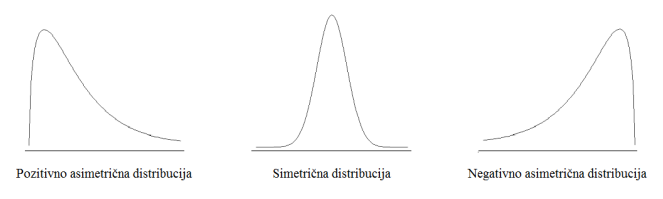 Pozitivno asimetrična distribucija
Simetrična distribucija
Negativno asimetrična distribucija